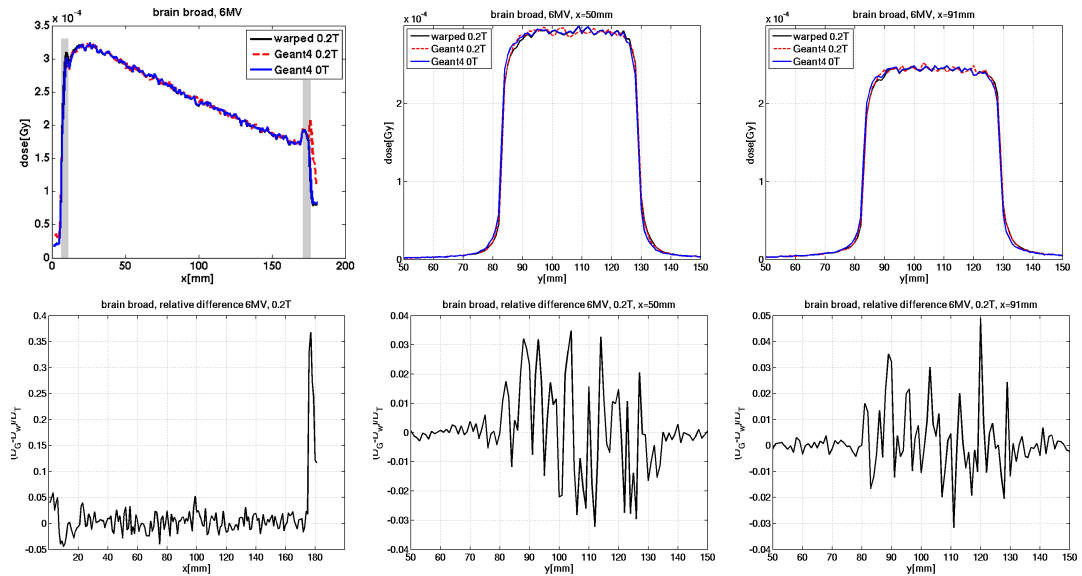 brain broad, 6MV
x 10⁻⁴
3.5
3
2.5
2
1.5
1
0.5
0
0 50 100 150 200
dose[Gy]
x[mm]
warped 0.2T
Geant4 0.2T
Geant4 0T
brain broad, 6MV, x=50mm
x 10⁻⁴
2
1
0
50 60 70 80 90 100 110 120 130 140 150
dose[Gy]
y[mm]
warped 0.2T
Geant4 0.2T
Geant4 0T
brain broad, 6MV, x=91mm
x 10⁻⁴
2
1
0
50 60 70 80 90 100 110 120 130 140 150
dose[Gy]
y[mm]
warped 0.2T
Geant4 0.2T
Geant4 0T
brain broad, relative difference 6MV, 0.2T
0.4
0.35
0.3
0.25
0.2
0.15
0.1
0.05
0
-0.05
20 40 60 80 100 120 140 160 180
x[mm]
brain broad, relative difference 6MV, 0.2T, x=50mm
0.05
0.04
0.03
0.02
0.01
0
-0.01
-0.02
-0.03
-0.04
50 60 70 80 90 100 110 120 130 140 150
y[mm]
brain broad, relative difference 6MV, 0.2T, x=91mm
0.05
0.04
0.03
0.02
0.01
0
-0.01
-0.02
-0.03
-0.04
50 60 70 80 90 100 110 120 130 140 150
y[mm]